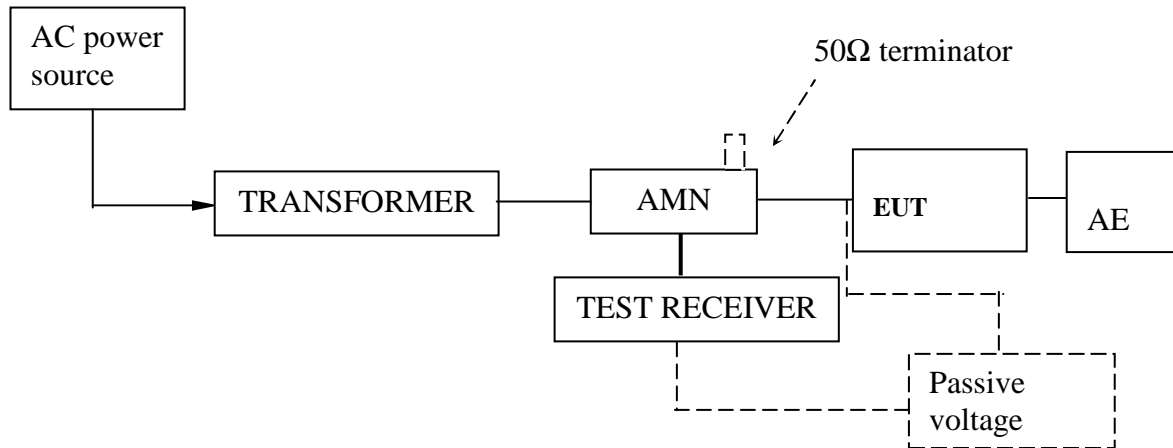 AC power
source
50Ω terminator
TRANSFORMER
AMN
EUT
AE
TEST RECEIVER
Passive
voltage